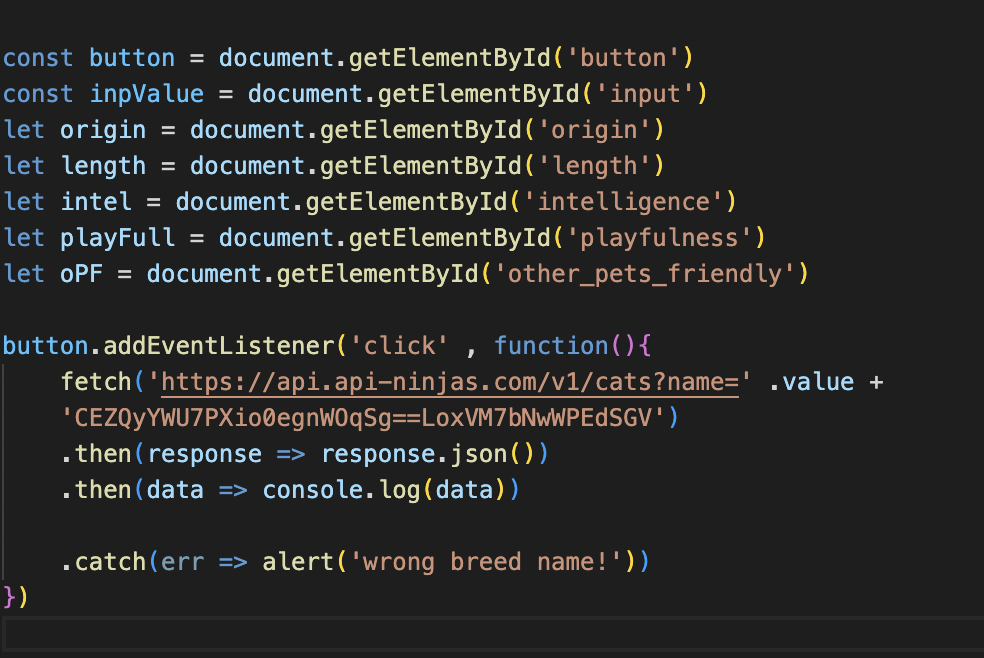 const button = document.getElementById('button')
const inpValue = document.getElementById('input')
let origin = document.getElementById('origin')
let length = document.getElementById('length')
let intel = document.getElementById('intelligence')
let playFull = document.getElementById('playfulness')
let oPF = document.getElementById('other_pets_friendly')
button.addEventListener('click' , function(){
fetch('https://api.api-ninjas.com/v1/cats?name=' .value +
'CEZQyYWU7PXio0egnWOqSg==LoxVM7bNwWPEdSGV')
.then(response => response.json())
.then(data => console.log(data))
.catch(err => alert('wrong breed name!'))
})